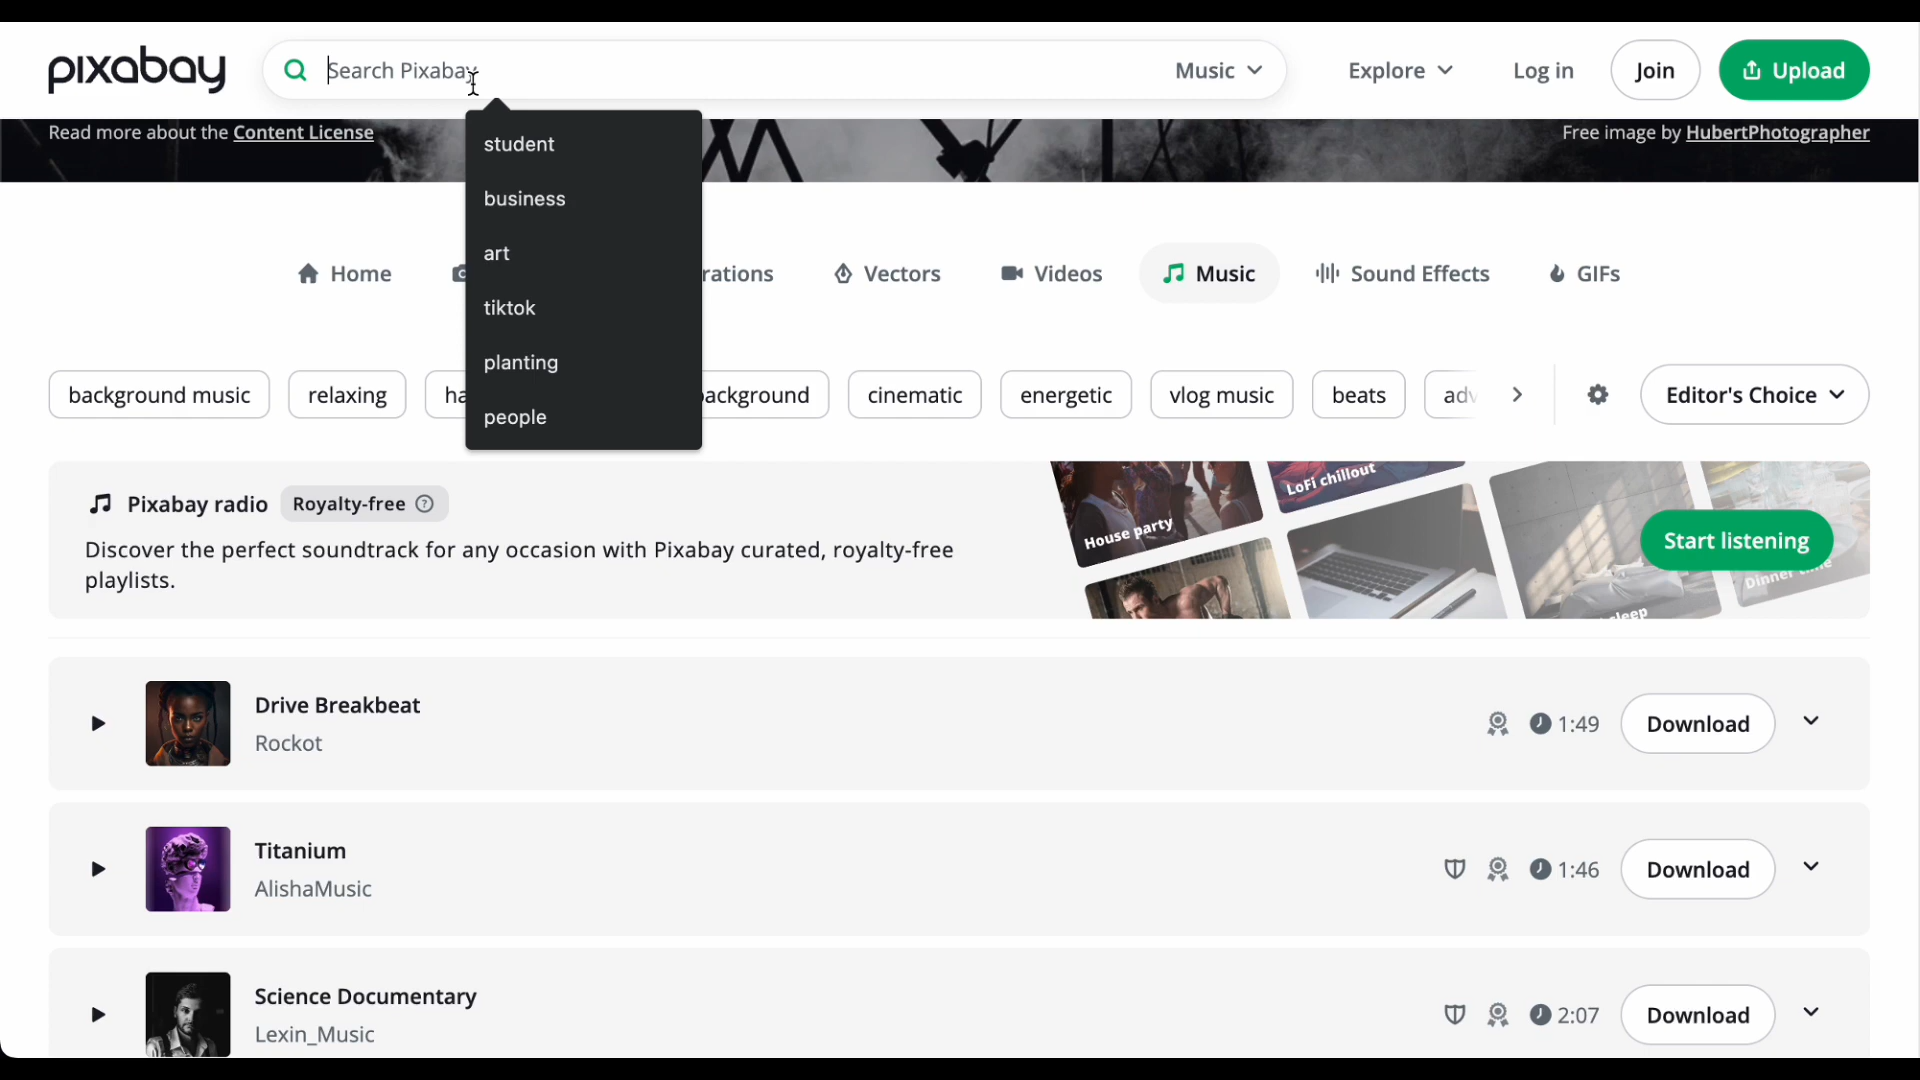 pixabay
Search Pixabay
Music
Explore
Log in
Join
Upload
Read more about the Content License
Free image by HubertPhotographer
student
business
art
tiktok
planting
people
Home
rations
Vectors
Videos
Music
Sound Effects
GIFs
background music
relaxing
ha
ackground
cinematic
energetic
vlog music
beats
adv
Editor's Choice
Pixabay radio
Royalty-free
Discover the perfect soundtrack for any occasion with Pixabay curated, royalty-free
playlists.
House party
LoFi chillout
sleep
Dinner time
Start listening
Drive Breakbeat
Rockot
1:49
Download
Titanium
AlishaMusic
1:46
Download
Science Documentary
Lexin_Music
2:07
Download